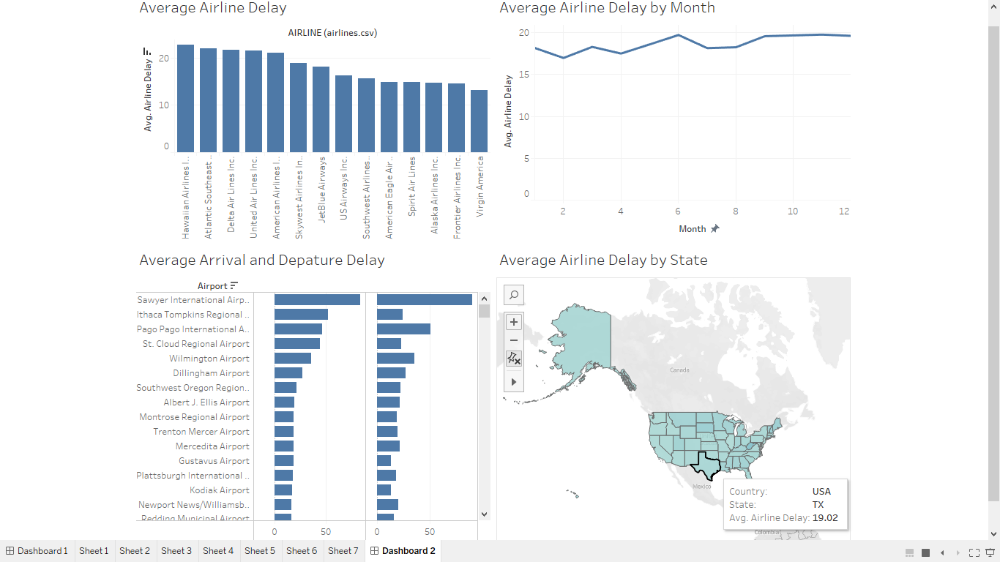 Average Airline Delay
AIRLINE (airlines.csv)
Avg. Airline Delay
20
10
0
Hawaiian Airlines I..
Atlantic Southeast ..
Delta Air Lines Inc.
United Air Lines Inc.
American Airlines I..
Skywest Airlines In..
JetBlue Airways
US Airways Inc.
Southwest Airlines..
American Eagle Air..
Spirit Air Lines
Alaska Airlines Inc.
Frontier Airlines Inc.
Virgin America
Average Airline Delay by Month
Avg. Airline Delay
20
15
10
5
0
2 4 6 8 10 12
Month
Average Arrival and Depature Delay
Airport
Sawyer International Airp..
Ithaca Tompkins Regional ..
Pago Pago International A..
St. Cloud Regional Airport
Wilmington Airport
Dillingham Airport
Southwest Oregon Region..
Albert J. Ellis Airport
Montrose Regional Airport
Trenton Mercer Airport
Mercedita Airport
Gustavus Airport
Plattsburgh International ..
Kodiak Airport
Newport News/Williamsb..
Redding Municipal Airport
0 50 0 50
Average Airline Delay by State
Canada
Mexico
Country: USA
State: TX
Avg. Airline Delay: 19.02
Colombia
Dashboard 1 Sheet 1 Sheet 2 Sheet 3 Sheet 4 Sheet 5 Sheet 6 Sheet 7 Dashboard 2